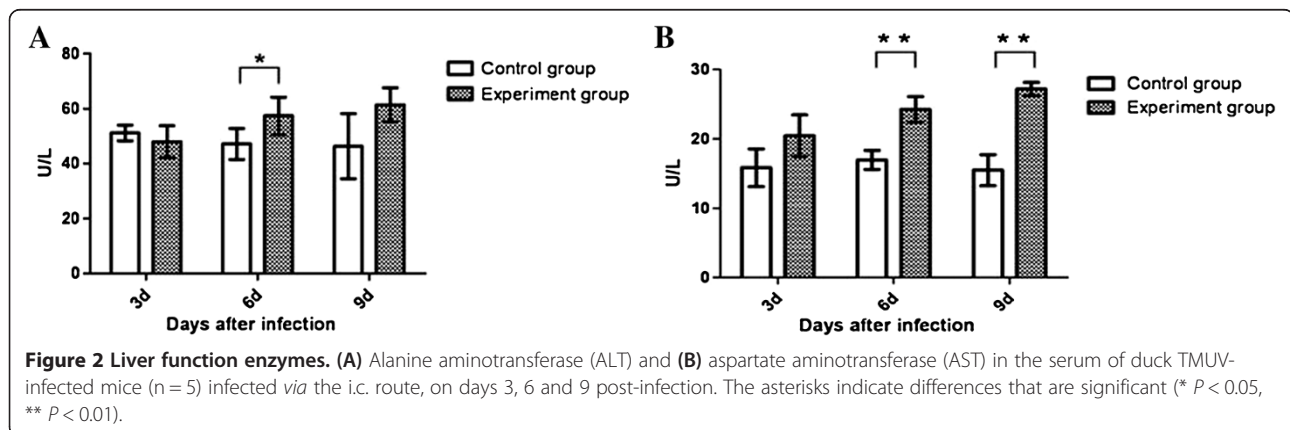 A
80
60
40
20
0
U/L
*
3d
6d
9d
Days after infection
Control group
Experiment group
B
30
20
10
0
U/L
* *
* *
3d
6d
9d
Days after infection
Control group
Experiment group
Figure 2 Liver function enzymes. (A) Alanine aminotransferase (ALT) and (B) aspartate aminotransferase (AST) in the serum of duck TMUV-
infected mice (n = 5) infected via the i.c. route, on days 3, 6 and 9 post-infection. The asterisks indicate differences that are significant (* P < 0.05,
** P < 0.01).